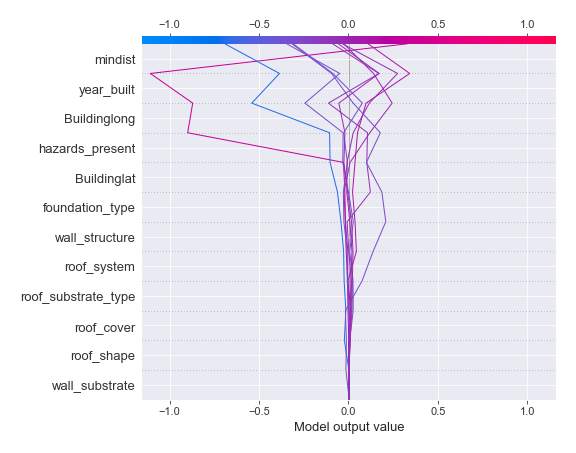 −1.0 −0.5 0.0 0.5 1.0
mindist
year_built
Buildinglong
hazards_present
Buildinglat
foundation_type
wall_structure
roof_system
roof_substrate_type
roof_cover
roof_shape
wall_substrate
−1.0 −0.5 0.0 0.5 1.0
Model output value